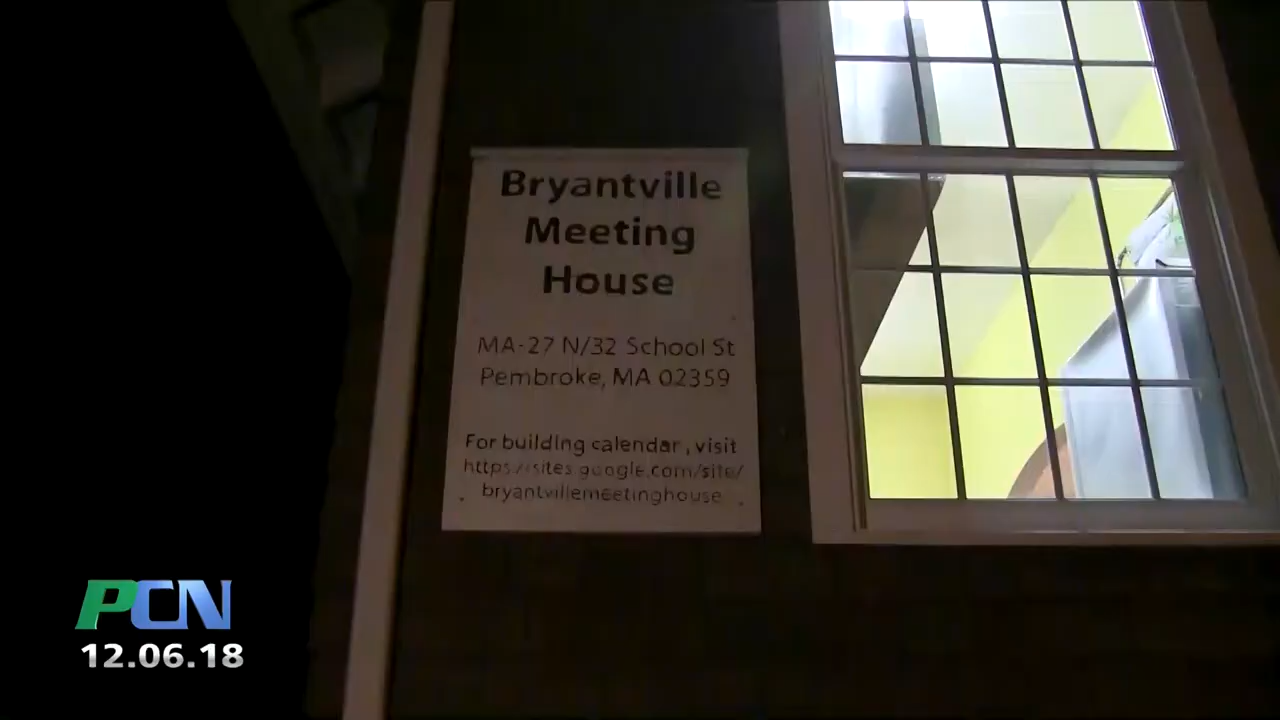 Bryantville
Meeting
House
MA-27 N/32 School St
Pembroke, MA 02359
For building calendar, visit
https://sites.google.com/site/
bryantvillemeetinghouse
PCN
12.06.18